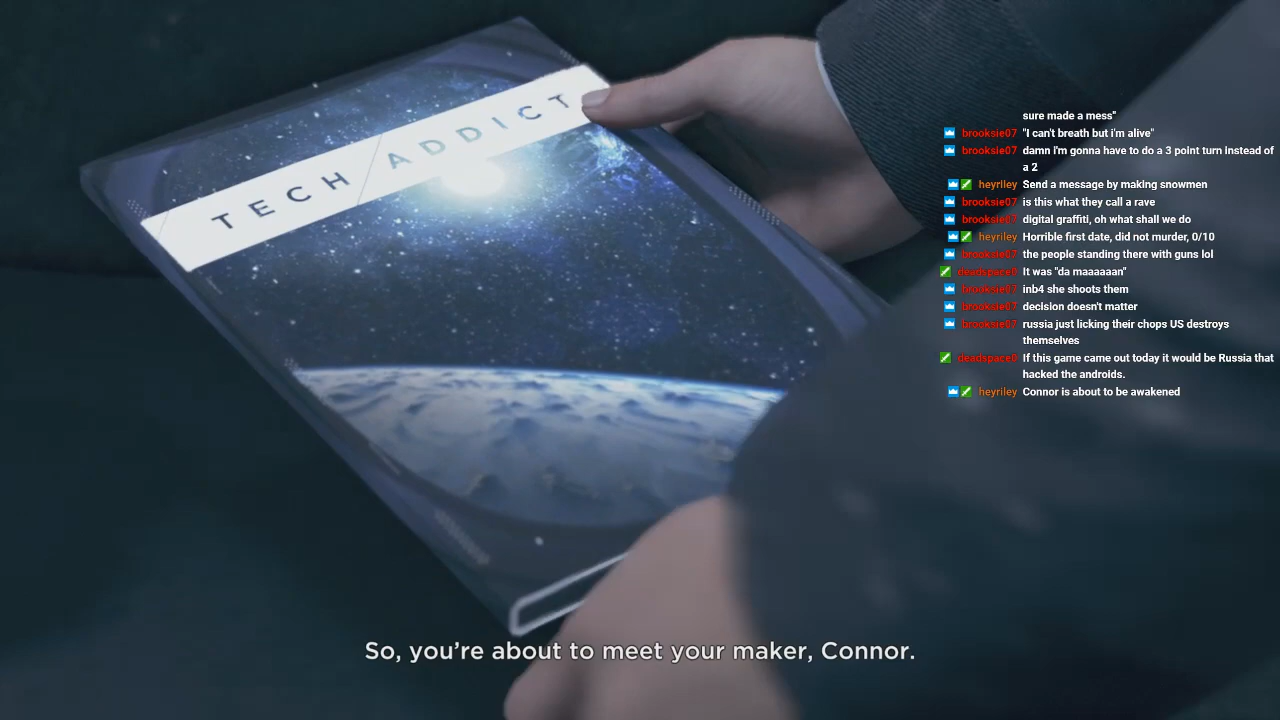 TECH ADDICT
sure made a mess"
brooksie07 "I can't breath but i'm alive"
brooksie07 damn i'm gonna have to do a 3 point turn instead of
a 2
heyriley Send a message by making snowmen
brooksie07 is this what they call a rave
brooksie07 digital graffiti, oh what shall we do
heyriley Horrible first date, did not murder, 0/10
brooksie07 the people standing there with guns lol
deadspace0 It was "da maaaaaan"
brooksie07 inb4 she shoots them
brooksie07 decision doesn't matter
brooksie07 russia just licking their chops US destroys
themselves
deadspace0 If this game came out today it would be Russia that
hacked the androids.
heyriley Connor is about to be awakened
So, you're about to meet your maker, Connor.